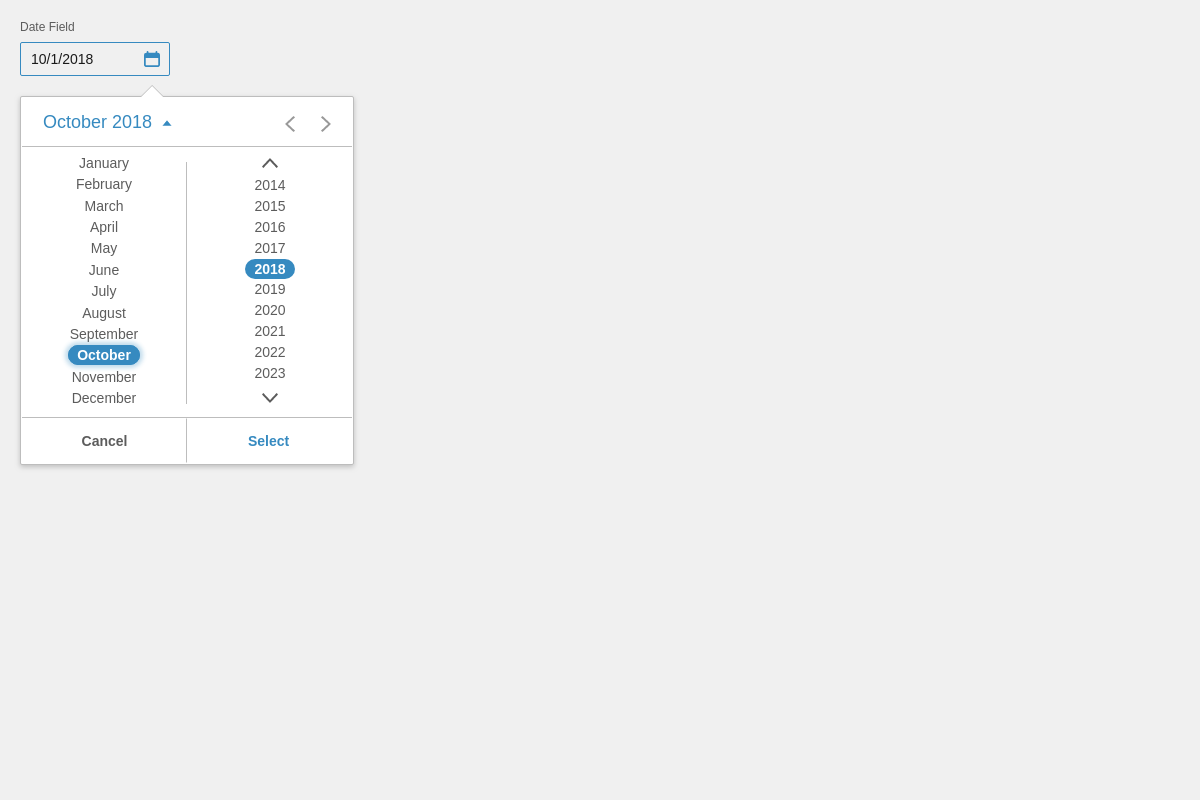 Date Field
10/1/2018
October 2018
January
February
March
April
May
June
July
August
September
October
November
December
2014
2015
2016
2017
2018
2019
2020
2021
2022
2023
Cancel
Select